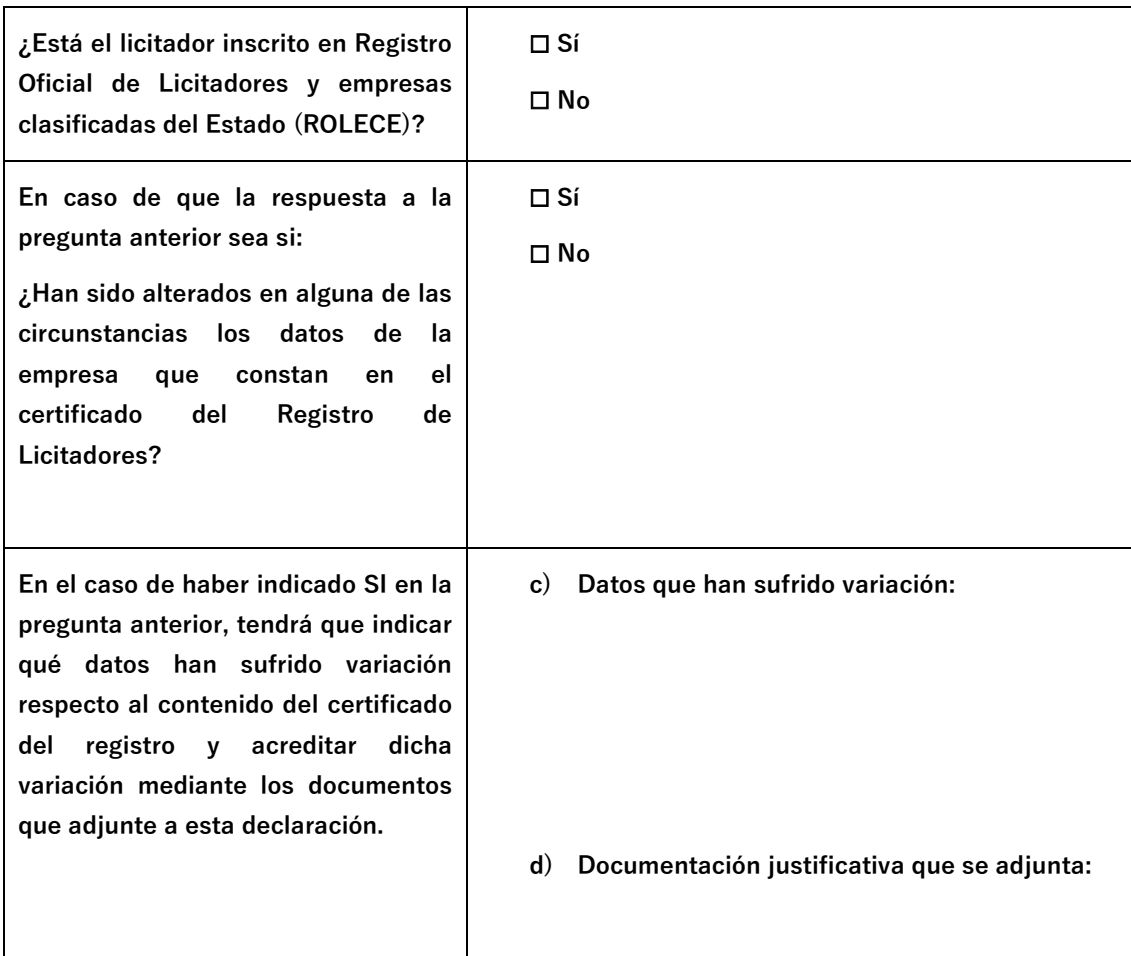 ¿Está el licitador inscrito en Registro
Oficial de Licitadores y empresas
clasificadas del Estado (ROLECE)?
☐ Sí
☐ No
En caso de que la respuesta a la
pregunta anterior sea si:
¿Han sido alterados en alguna de las
circunstancias los datos de la
empresa que constan en el
certificado del Registro de
Licitadores?
☐ Sí
☐ No
En el caso de haber indicado SI en la
pregunta anterior, tendrá que indicar
qué datos han sufrido variación
respecto al contenido del certificado
del registro y acreditar dicha
variación mediante los documentos
que adjunte a esta declaración.
c) Datos que han sufrido variación:
d) Documentación justificativa que se adjunta: